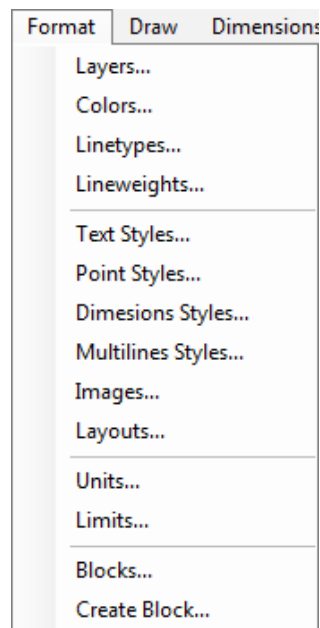 Format Draw Dimensions
Layers...
Colors...
Linetypes...
Lineweights...
Text Styles...
Point Styles...
Dimesions Styles...
Multilines Styles...
Images...
Layouts...
Units...
Limits...
Blocks...
Create Block...